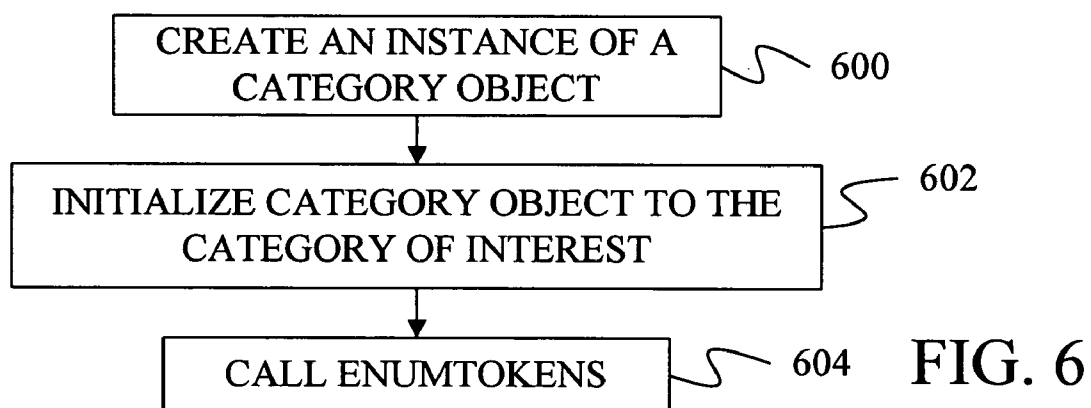 CREATE AN INSTANCE OF A
CATEGORY OBJECT
600
INITIALIZE CATEGORY OBJECT TO THE
CATEGORY OF INTEREST
602
CALL ENUMTOKENS
604
FIG. 6